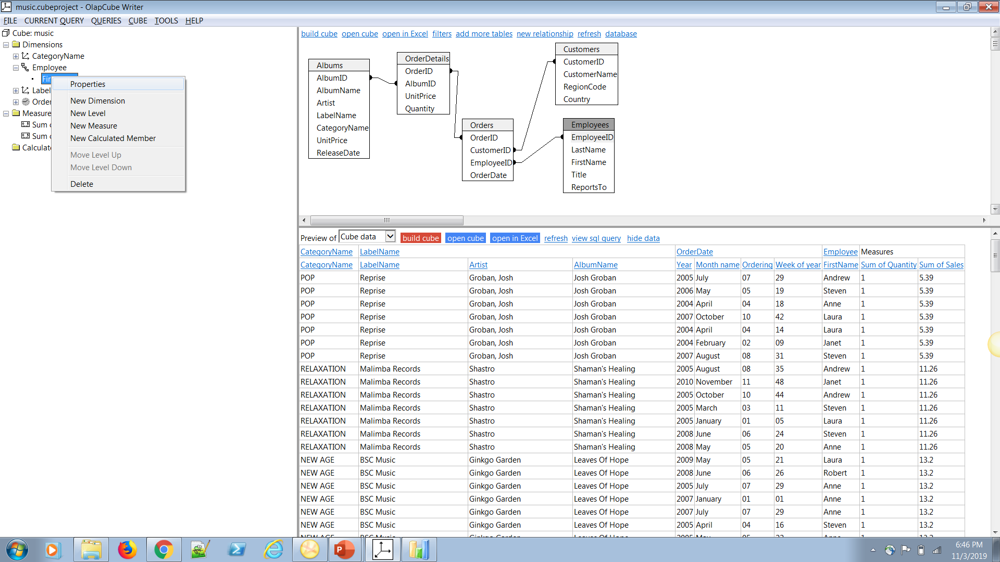 music.cubeproject - OlapCube Writer
FILE CURRENT QUERY QUERIES CUBE TOOLS HELP
Cube: music
Dimensions
CategoryName
Employee
Properties
New Dimension
New Level
New Measure
New Calculated Member
Move Level Up
Move Level Down
Delete
Label
Order
Measure
Sum
Sum
build cube open cube open in Excel filters add more tables new relationship refresh database
Albums
AlbumID
AlbumName
Artist
LabelName
CategoryName
UnitPrice
ReleaseDate
OrderDetails
OrderID
AlbumID
UnitPrice
Quantity
Orders
OrderID
CustomerID
EmployeeID
OrderDate
Customers
CustomerID
CustomerName
RegionCode
Country
Employees
EmployeeID
LastName
FirstName
Title
ReportsTo
Preview of Cube data build cube open cube open in Excel refresh view sql query hide data
CategoryName LabelName OrderDate Employee Measures
CategoryName LabelName Artist AlbumName Year Month name Ordering Week of year FirstName Sum of Quantity Sum of Sales
POP Reprise Groban, Josh Josh Groban 2005 July 07 29 Andrew 1 5.39
POP Reprise Groban, Josh Josh Groban 2006 May 05 19 Steven 1 5.39
POP Reprise Groban, Josh Josh Groban 2004 April 04 18 Anne 1 5.39
POP Reprise Groban, Josh Josh Groban 2007 October 10 42 Laura 1 5.39
POP Reprise Groban, Josh Josh Groban 2004 April 04 14 Laura 1 5.39
POP Reprise Groban, Josh Josh Groban 2004 February 02 09 Janet 1 5.39
POP Reprise Groban, Josh Josh Groban 2007 August 08 31 Steven 1 5.39
RELAXATION Malimba Records Shastro Shaman's Healing 2005 August 08 35 Andrew 1 11.26
RELAXATION Malimba Records Shastro Shaman's Healing 2010 November 11 48 Janet 1 11.26
RELAXATION Malimba Records Shastro Shaman's Healing 2005 October 10 44 Andrew 1 11.26
RELAXATION Malimba Records Shastro Shaman's Healing 2005 March 03 11 Steven 1 11.26
RELAXATION Malimba Records Shastro Shaman's Healing 2005 January 01 05 Laura 1 11.26
RELAXATION Malimba Records Shastro Shaman's Healing 2008 June 06 24 Steven 1 11.26
RELAXATION Malimba Records Shastro Shaman's Healing 2008 May 05 20 Anne 1 11.26
NEW AGE BSC Music Ginkgo Garden Leaves Of Hope 2009 May 05 21 Laura 1 13.2
NEW AGE BSC Music Ginkgo Garden Leaves Of Hope 2008 June 06 26 Robert 1 13.2
NEW AGE BSC Music Ginkgo Garden Leaves Of Hope 2005 July 07 29 Anne 1 13.2
NEW AGE BSC Music Ginkgo Garden Leaves Of Hope 2007 January 01 01 Anne 1 13.2
NEW AGE BSC Music Ginkgo Garden Leaves Of Hope 2007 July 07 29 Anne 1 13.2
NEW AGE BSC Music Ginkgo Garden Leaves Of Hope 2005 April 04 16 Steven 1 13.2
6:46 PM
11/3/2019